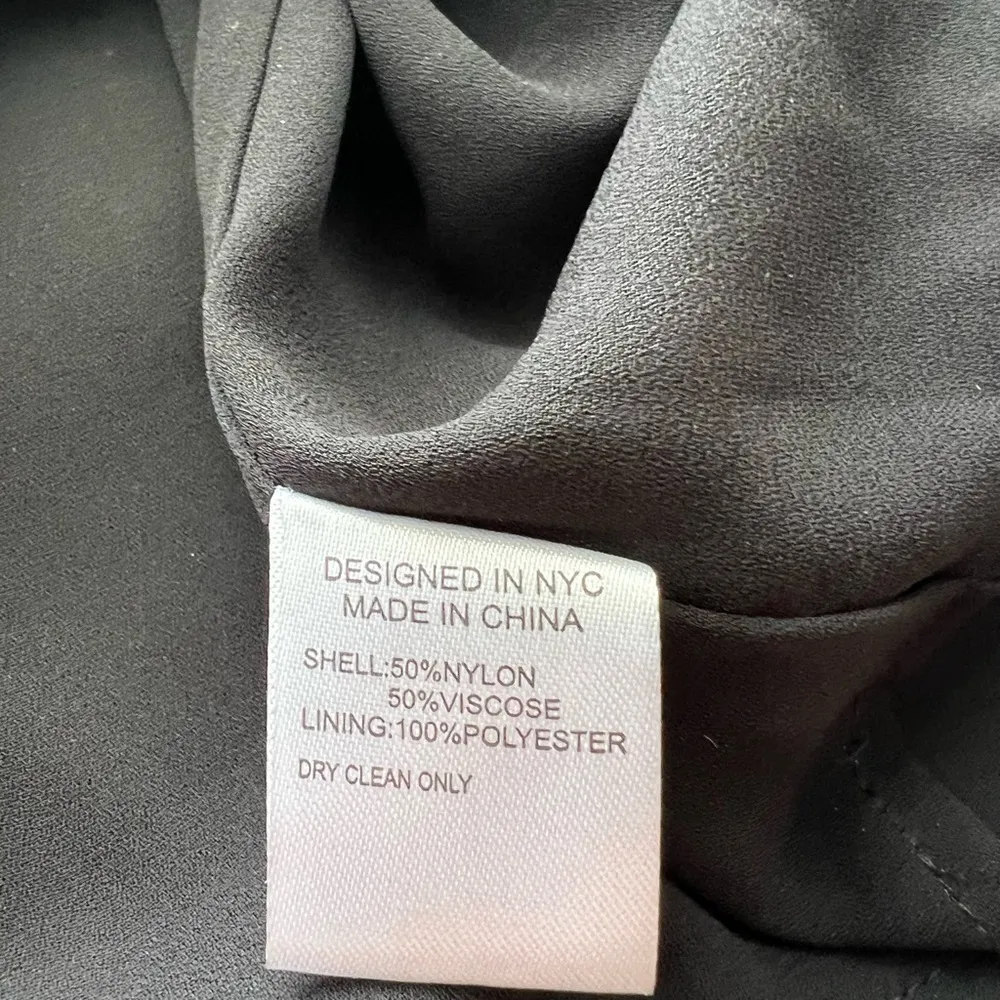 DESIGNED IN NYC
MADE IN CHINA
SHELL:50%NYLON
50%VISCOSE
LINING:100%POLYESTER
DRY CLEAN ONLY